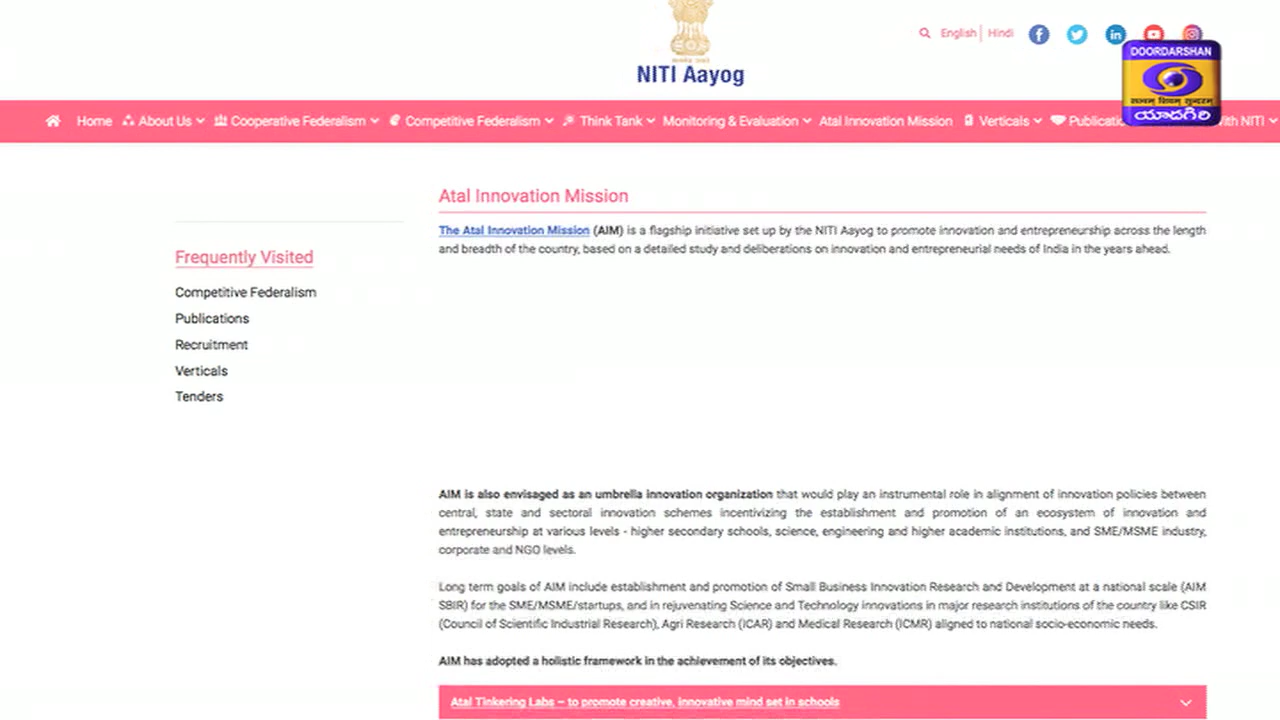 NITI Aayog
English
Hindi
DOORDARSHAN
सत्यम् शिवम् सुन्दरम्
యాదగిరి
Home About Us Cooperative Federalism Competitive Federalism Think Tank Monitoring & Evaluation Atal Innovation Mission Verticals NITI
Atal Innovation Mission
The Atal Innovation Mission (AIM) is a flagship initiative set up by the NITI Aayog to promote innovation and entrepreneurship across the length
and breadth of the country, based on a detailed study and deliberations on innovation and entrepreneurial needs of India in the years ahead.
Frequently Visited
Competitive Federalism
Publications
Recruitment
Verticals
Tenders
AIM is also envisaged as an umbrella innovation organization that would play an instrumental role in alignment of innovation policies between
central, state and sectoral innovation schemes incentivizing the establishment and promotion of an ecosystem of innovation and
entrepreneurship at various levels - higher secondary schools, science, engineering and higher academic institutions, and SME/MSME industry,
corporate and NGO levels.
Long term goals of AIM include establishment and promotion of Small Business Innovation Research and Development at a national scale (AIM
SBIR) for the SME/MSME/startups, and in rejuvenating Science and Technology innovations in major research institutions of the country like CSIR
(Council of Scientific Industrial Research), Agri Research (ICAR) and Medical Research (ICMR) aligned to national socio-economic needs.
AIM has adopted a holistic framework in the achievement of its objectives.
Atal Tinkering Labs – to promote creative, innovative mind set in schools